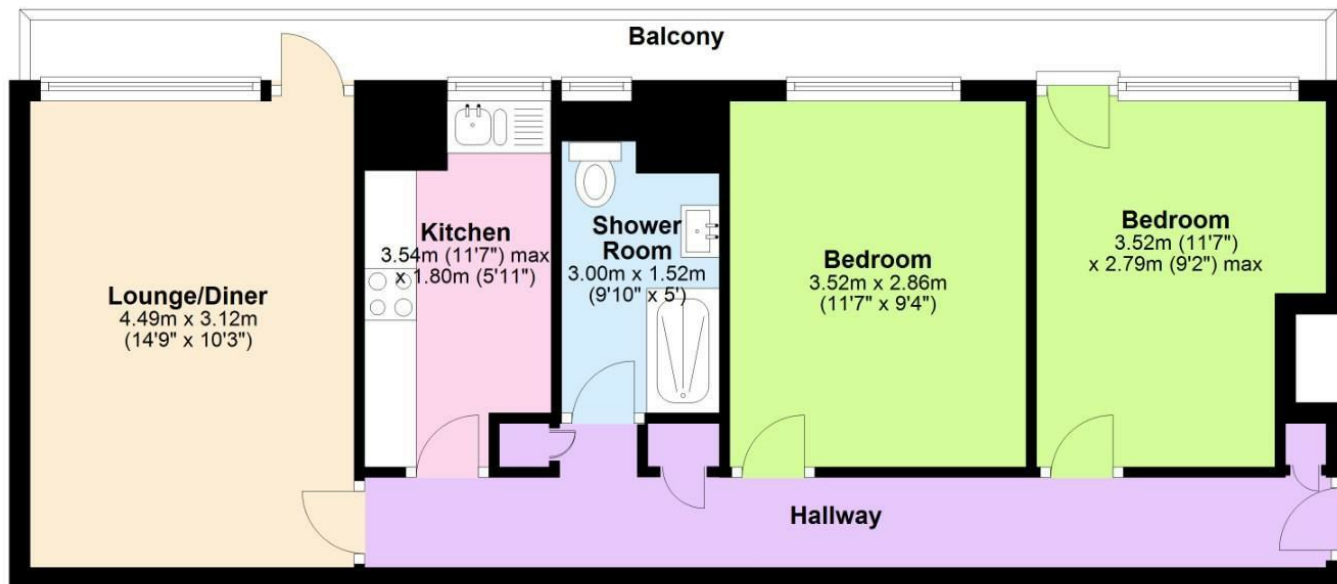 Balcony
Lounge/Diner
4.49m x 3.12m
(14'9" x 10'3")
Kitchen
3.54m (11'7") max
x 1.80m (5'11")
Shower
Room
3.00m x 1.52m
(9'10" x 5')
Bedroom
3.52m x 2.86m
(11'7" x 9'4")
Bedroom
3.52m (11'7")
x 2.79m (9'2") max
Hallway